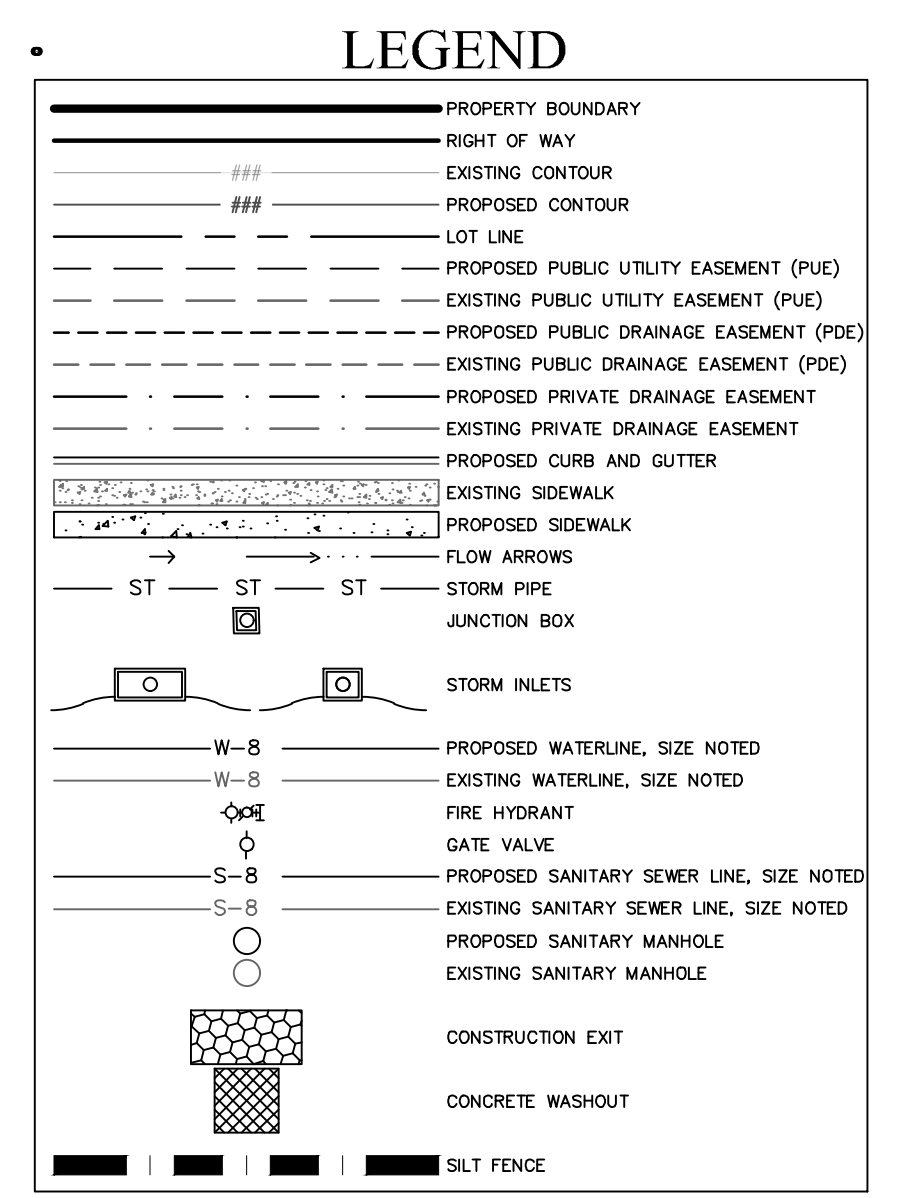 LEGEND
PROPERTY BOUNDARY
RIGHT OF WAY
### EXISTING CONTOUR
### PROPOSED CONTOUR
LOT LINE
PROPOSED PUBLIC UTILITY EASEMENT (PUE)
EXISTING PUBLIC UTILITY EASEMENT (PUE)
PROPOSED PUBLIC DRAINAGE EASEMENT (PDE)
EXISTING PUBLIC DRAINAGE EASEMENT (PDE)
PROPOSED PRIVATE DRAINAGE EASEMENT
EXISTING PRIVATE DRAINAGE EASEMENT
PROPOSED CURB AND GUTTER
EXISTING SIDEWALK
PROPOSED SIDEWALK
FLOW ARROWS
ST ST ST STORM PIPE
JUNCTION BOX
STORM INLETS
W-8 PROPOSED WATERLINE, SIZE NOTED
W-8 EXISTING WATERLINE, SIZE NOTED
FIRE HYDRANT
GATE VALVE
S-8 PROPOSED SANITARY SEWER LINE, SIZE NOTED
S-8 EXISTING SANITARY SEWER LINE, SIZE NOTED
PROPOSED SANITARY MANHOLE
EXISTING SANITARY MANHOLE
CONSTRUCTION EXIT
CONCRETE WASHOUT
SILT FENCE